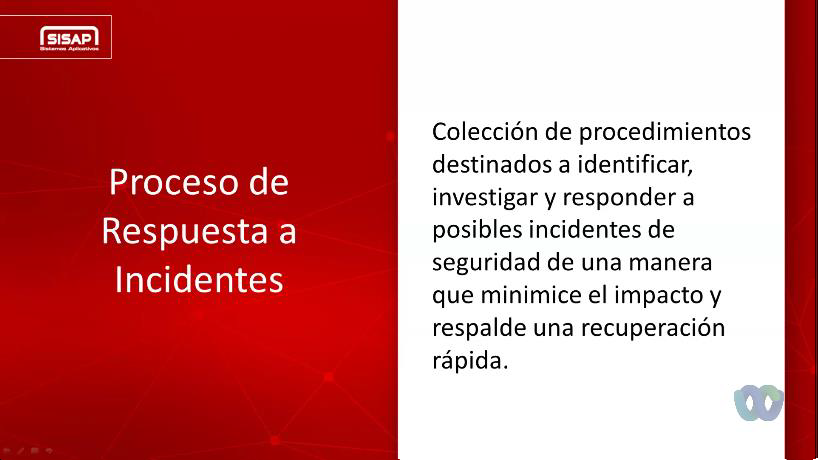 SISAP
Sistemas Aplicativos
Proceso de
Respuesta a
Incidentes
Colección de procedimientos
destinados a identificar,
investigar y responder a
posibles incidentes de
seguridad de una manera
que minimice el impacto y
respalde una recuperación
rápida.